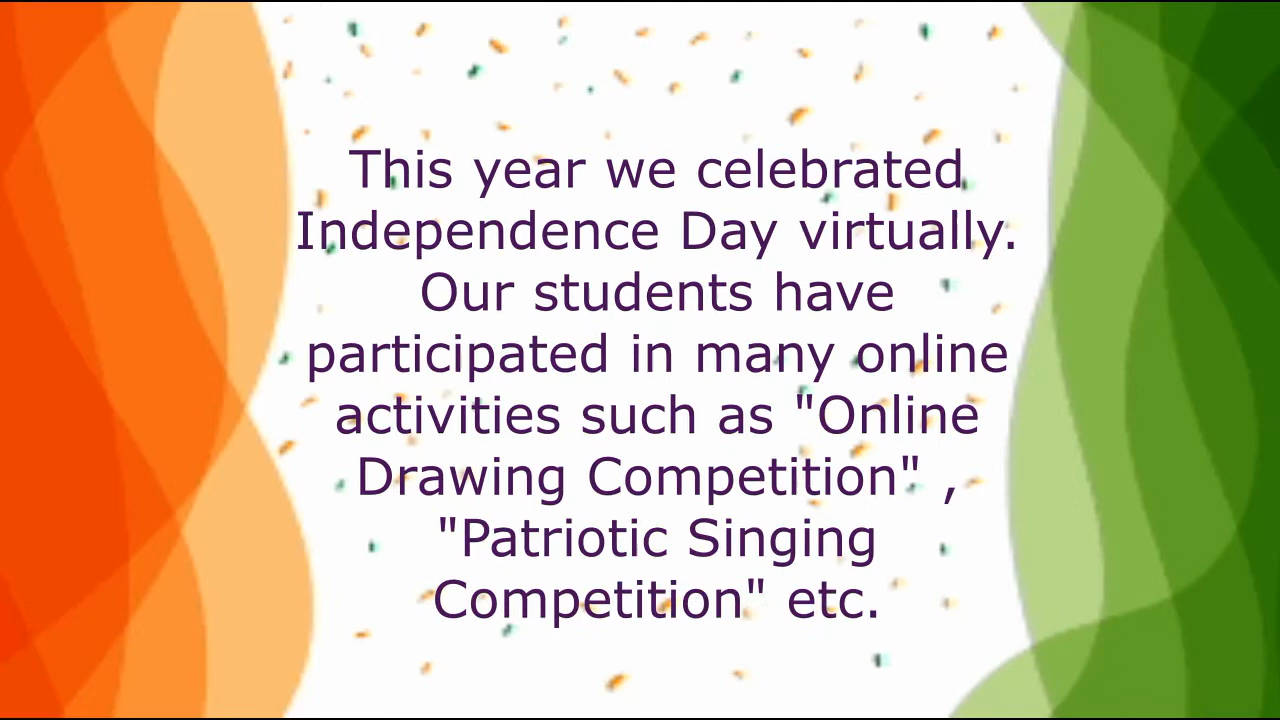 This year we celebrated
Independence Day virtually.
Our students have
participated in many online
activities such as "Online
Drawing Competition" ,
"Patriotic Singing
Competition" etc.